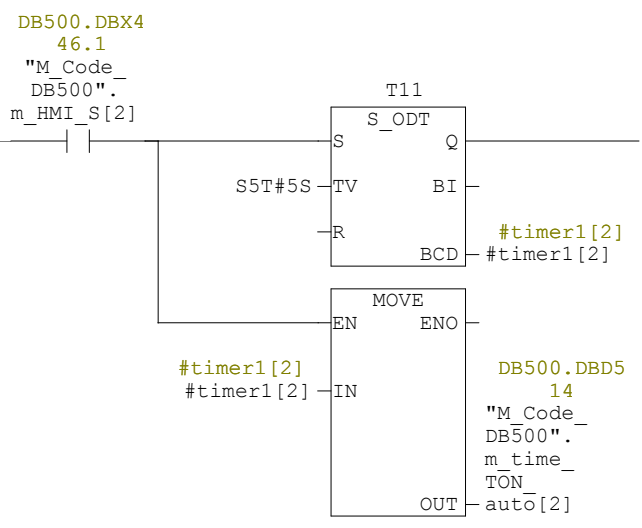 DB500.DBX4
46.1
"M_Code_
DB500".
m_HMI_S[2]
T11
S_ODT
S
Q
S5T#5S
TV
BI
R
#timer1[2]
BCD
#timer1[2]
MOVE
EN
ENO
#timer1[2]
#timer1[2]
IN
DB500.DBD5
14
"M_Code_
DB500".
m_time_
TON_
OUT
auto[2]